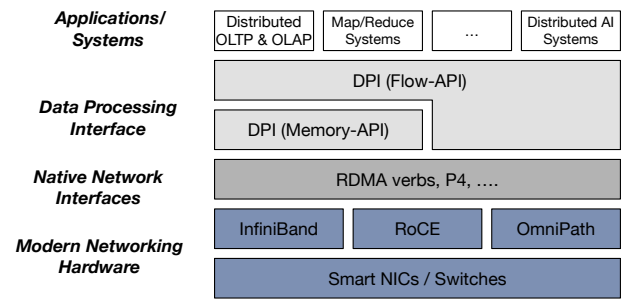 Applications/
Systems
Distributed
OLTP & OLAP
Map/Reduce
Systems
...
Distributed AI
Systems
Data Processing
Interface
DPI (Flow-API)
DPI (Memory-API)
Native Network
Interfaces
RDMA verbs, P4, ....
Modern Networking
Hardware
InfiniBand
RoCE
OmniPath
Smart NICs / Switches